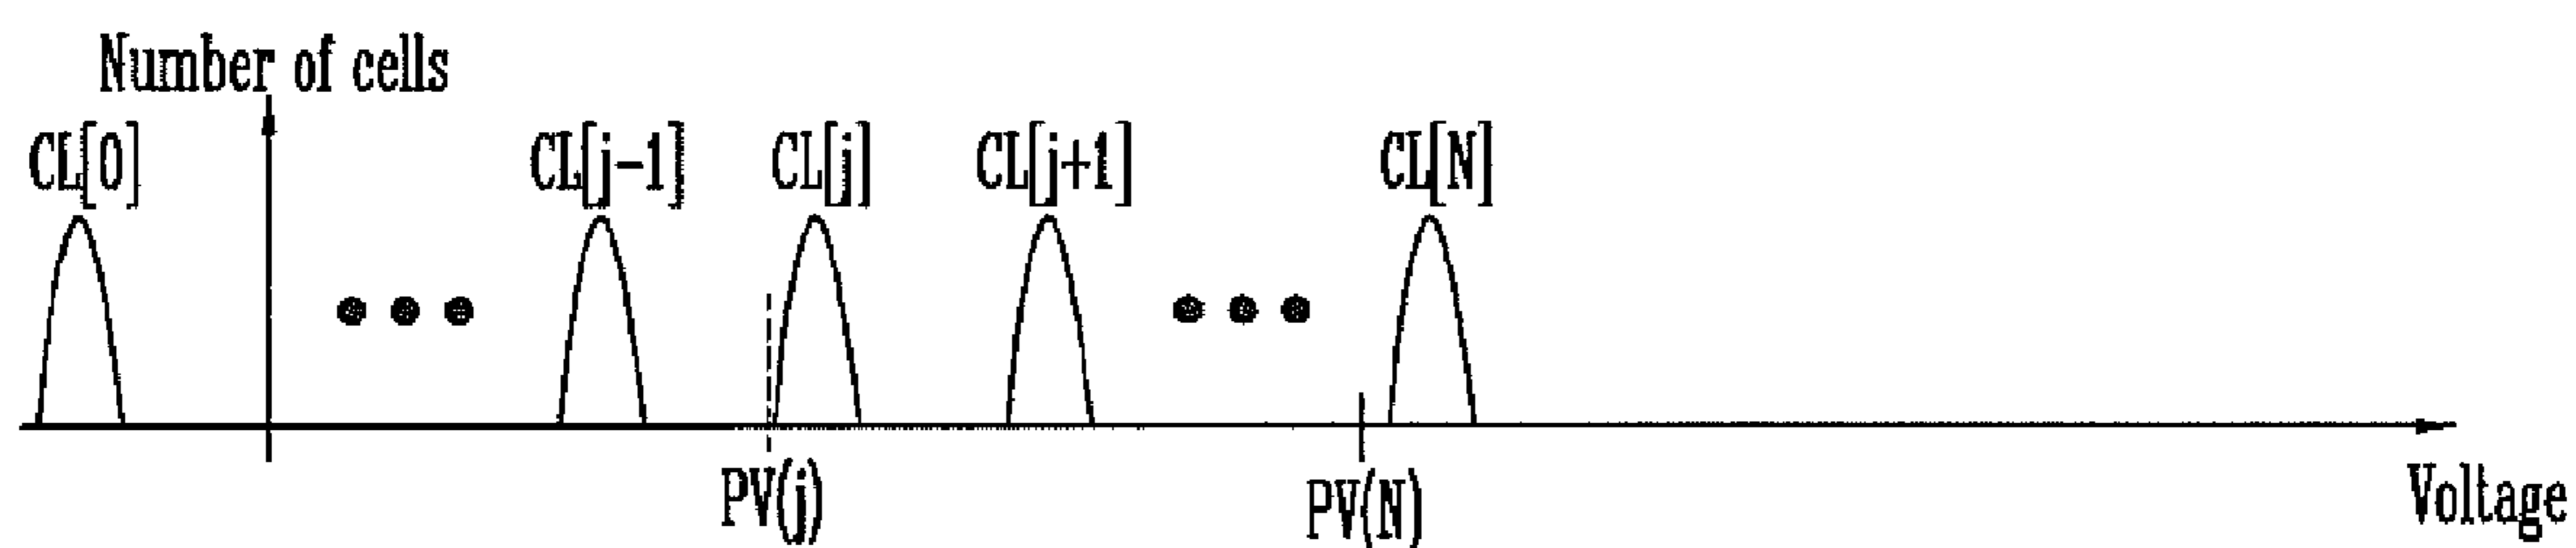 Number of cells
CL[0]
CL[j-1]
CL[j]
CL[j+1]
CL[N]
PV(j)
PV(N)
Voltage